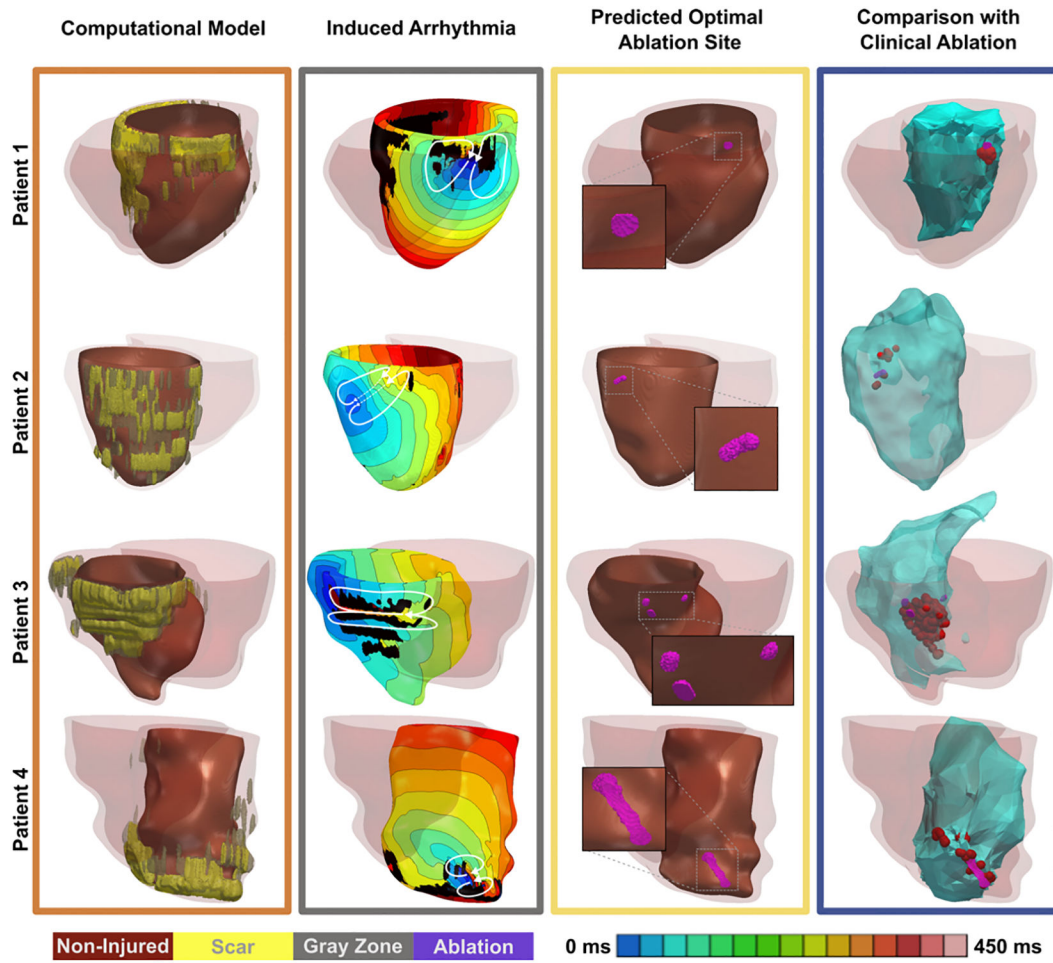 Computational Model
Induced Arrhythmia
Predicted Optimal
Ablation Site
Comparison with
Clinical Ablation
Patient 1
Patient 2
Patient 3
Patient 4
Non-Injured
Scar
Gray Zone
Ablation
0 ms
450 ms